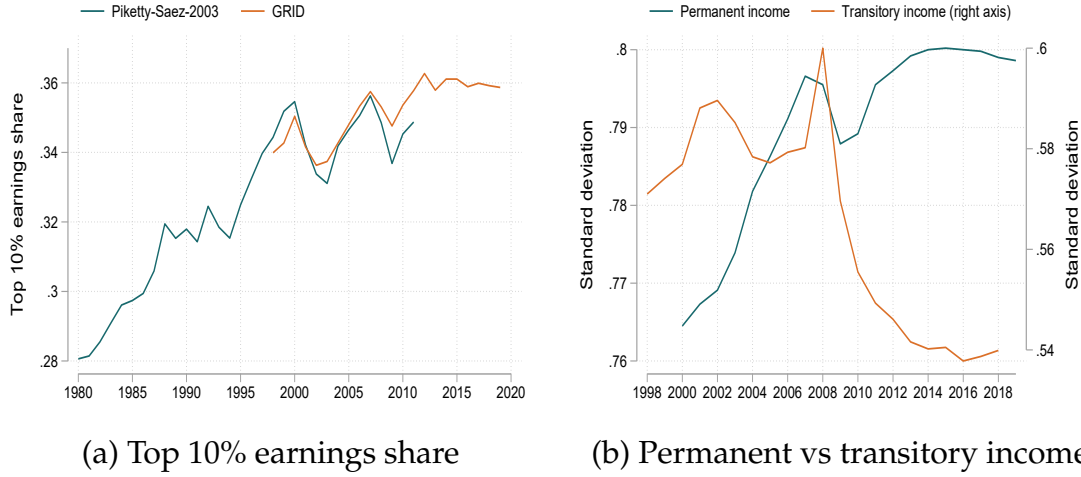 Piketty-Saez-2003 GRID
Top 10% earnings share
.36
.34
.32
.3
.28
1980 1985 1990 1995 2000 2005 2010 2015 2020
(a) Top 10% earnings share
Permanent income Transitory income (right axis)
Standard deviation
.8
.79
.78
.77
.76
.6
.58
.56
.54
Standard deviation
1998 2000 2002 2004 2006 2008 2010 2012 2014 2016 2018
(b) Permanent vs transitory income